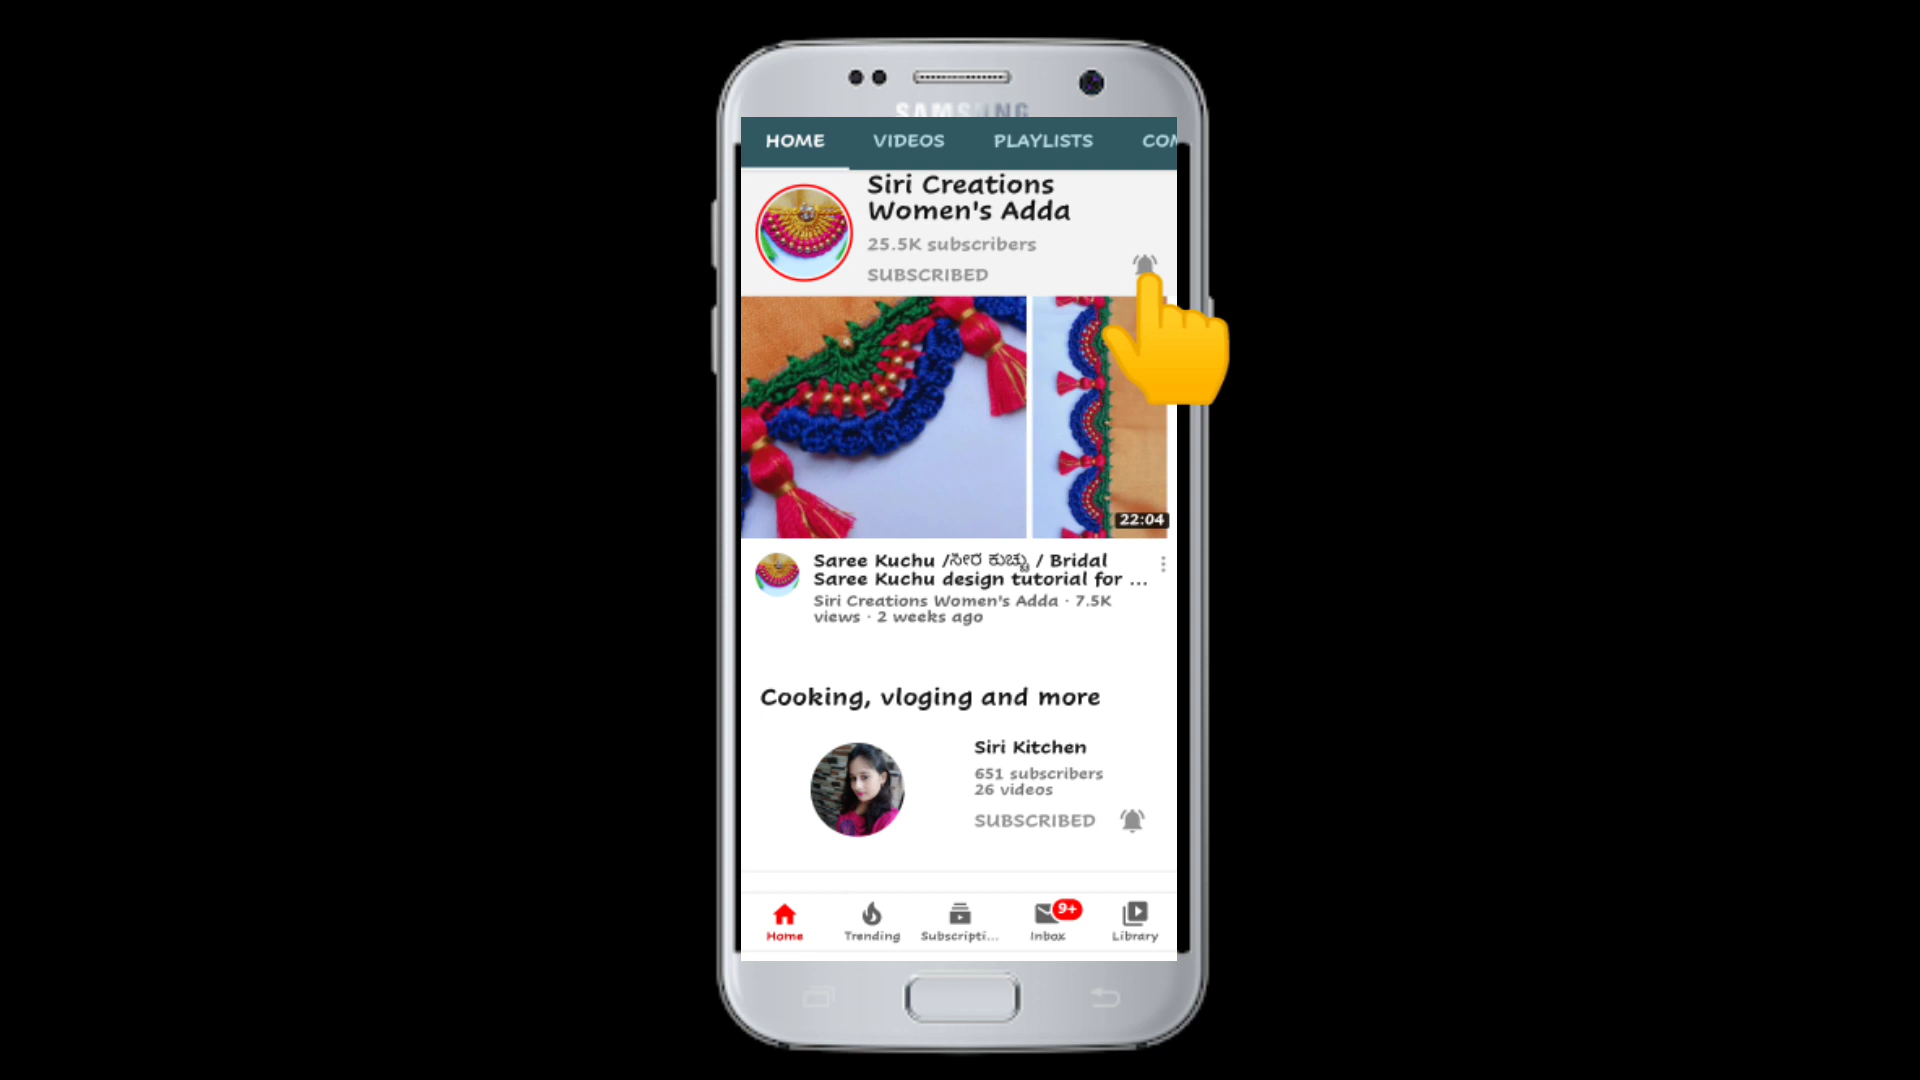 SAMSUNG
HOME VIDEOS PLAYLISTS COM
Siri Creations
Women's Adda
25.5K subscribers
SUBSCRIBED
22:04
Saree Kuchu /ಸೀರೆ ಕುಚ್ಚು / Bridal
Saree Kuchu design tutorial for ...
Siri Creations Women's Adda · 7.5K
views · 2 weeks ago
Cooking, vloging and more
Siri Kitchen
651 subscribers
26 videos
SUBSCRIBED
9+
Home Trending Subscripti... Inbox Library